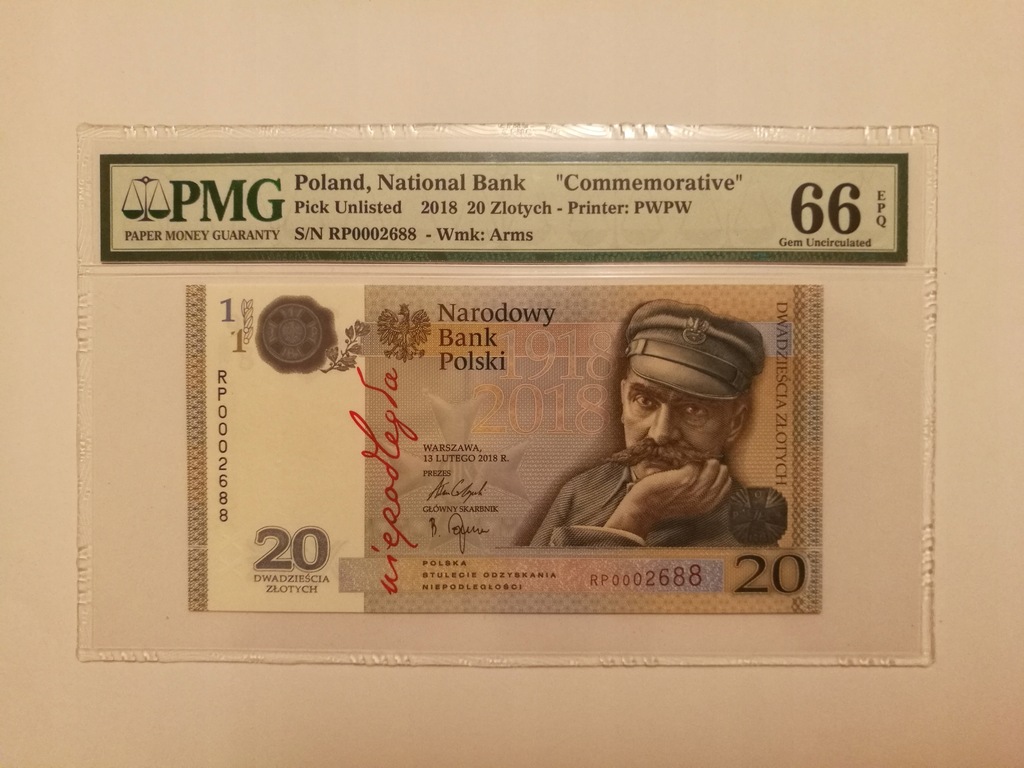 PMG
PAPER MONEY GUARANTY
Poland, National Bank "Commemorative"
Pick Unlisted 2018 20 Zlotych - Printer: PWPW
S/N RP0002688 - Wmk: Arms
66
EPQ
Gem Uncirculated
1
1
Narodowy
Bank
Polski
1918
2018
RP0002688
niepodległa
WARSZAWA,
13 LUTEGO 2018 R.
PREZES
GŁÓWNY SKARBNIK
DWADZIEŚCIA ZŁOTYCH
20
DWADZIEŚCIA
ZŁOTYCH
POLSKA
STULECIE ODZYSKANIA
NIEPODLEGŁOŚCI
RP0002688
20